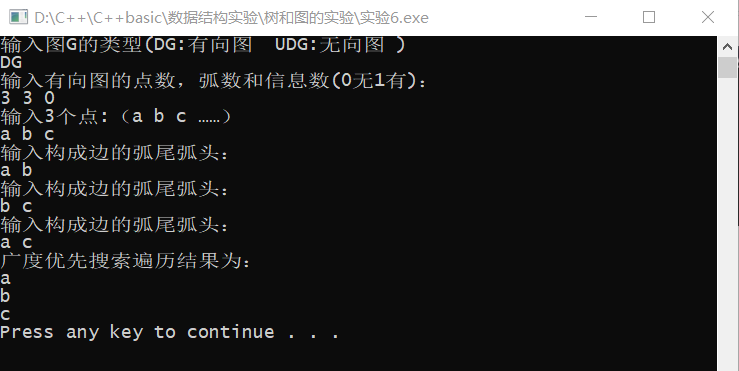 D:\C++\C++basic\数据结构实验\树和图的实验\实验6.exe
输入图G的类型(DG:有向图  UDG:无向图 )
DG
输入有向图的点数，弧数和信息数(0无1有)：
3 3 0
输入3个点:（a b c ……）
a b c
输入构成边的弧尾弧头：
a b
输入构成边的弧尾弧头：
b c
输入构成边的弧尾弧头：
a c
广度优先搜索遍历结果为：
a
b
c
Press any key to continue . . .